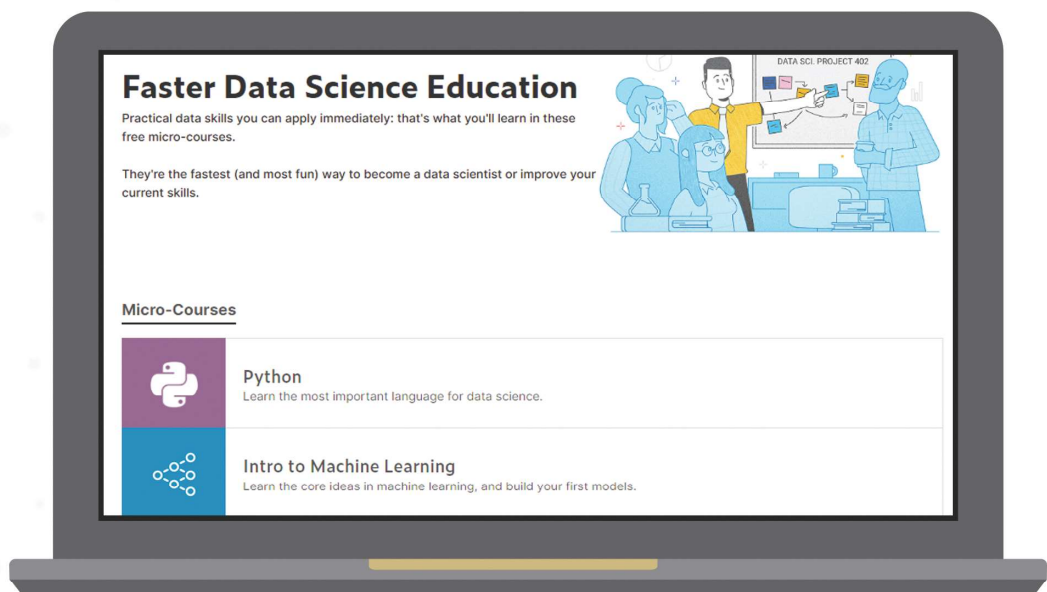 Faster Data Science Education
Practical data skills you can apply immediately: that's what you'll learn in these
free micro-courses.
They're the fastest (and most fun) way to become a data scientist or improve your
current skills.
DATA SCI. PROJECT 402
Micro-Courses
Python
Learn the most important language for data science.
Intro to Machine Learning
Learn the core ideas in machine learning, and build your first models.